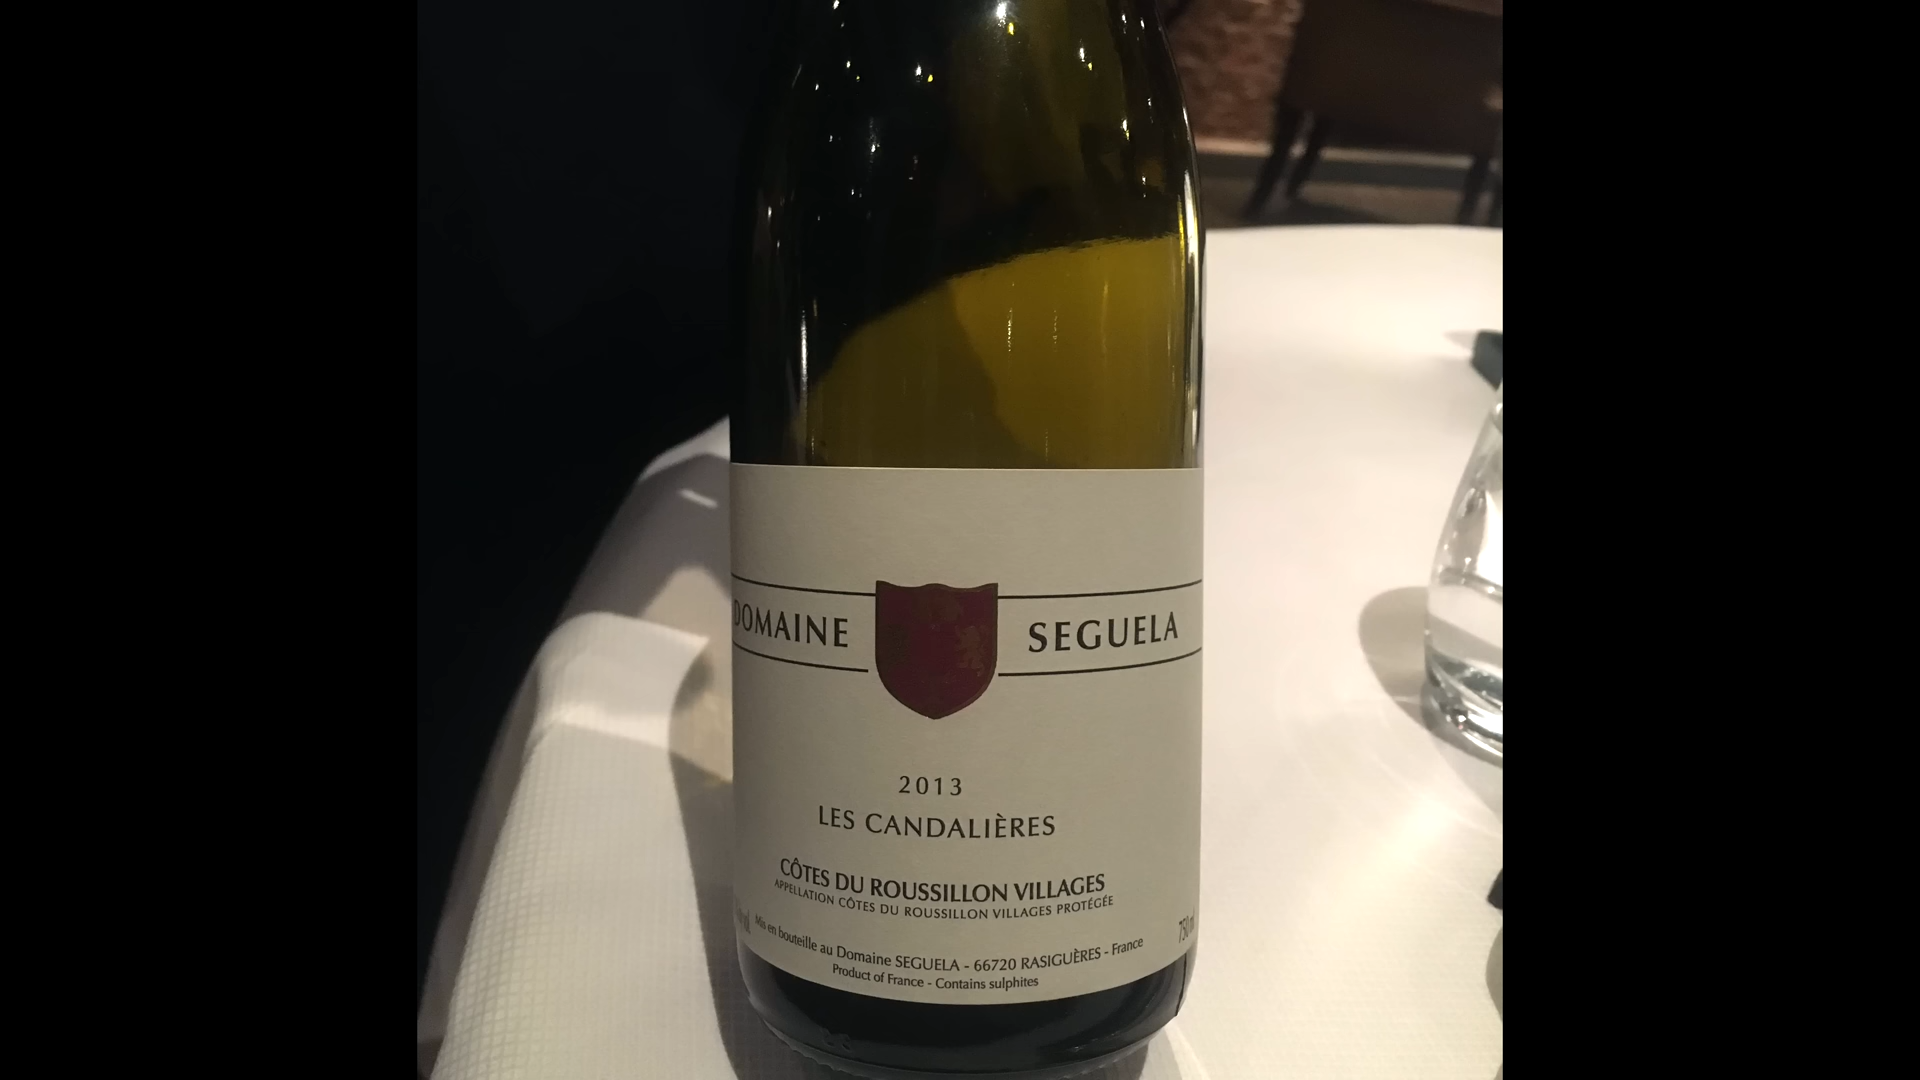 DOMAINE SEGUELA
2013
LES CANDALIÈRES
CÔTES DU ROUSSILLON VILLAGES
APPELLATION CÔTES DU ROUSSILLON VILLAGES PROTÉGÉE
750 ml
Mis en bouteille au Domaine SEGUELA - 66720 RASIGUÈRES - France
Product of France - Contains sulphites